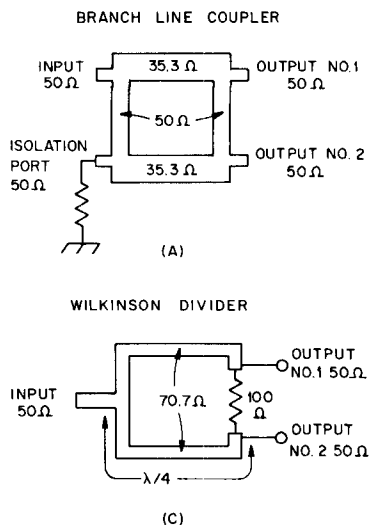 BRANCH LINE COUPLER
INPUT
50Ω
35.3 Ω
OUTPUT NO.1
50Ω
50Ω
ISOLATION
PORT
50Ω
35.3 Ω
OUTPUT NO. 2
50Ω
(A)
WILKINSON DIVIDER
INPUT
50Ω
70.7Ω
100
Ω
OUTPUT
NO.1 50Ω
OUTPUT
NO. 2 50Ω
λ/4
(C)